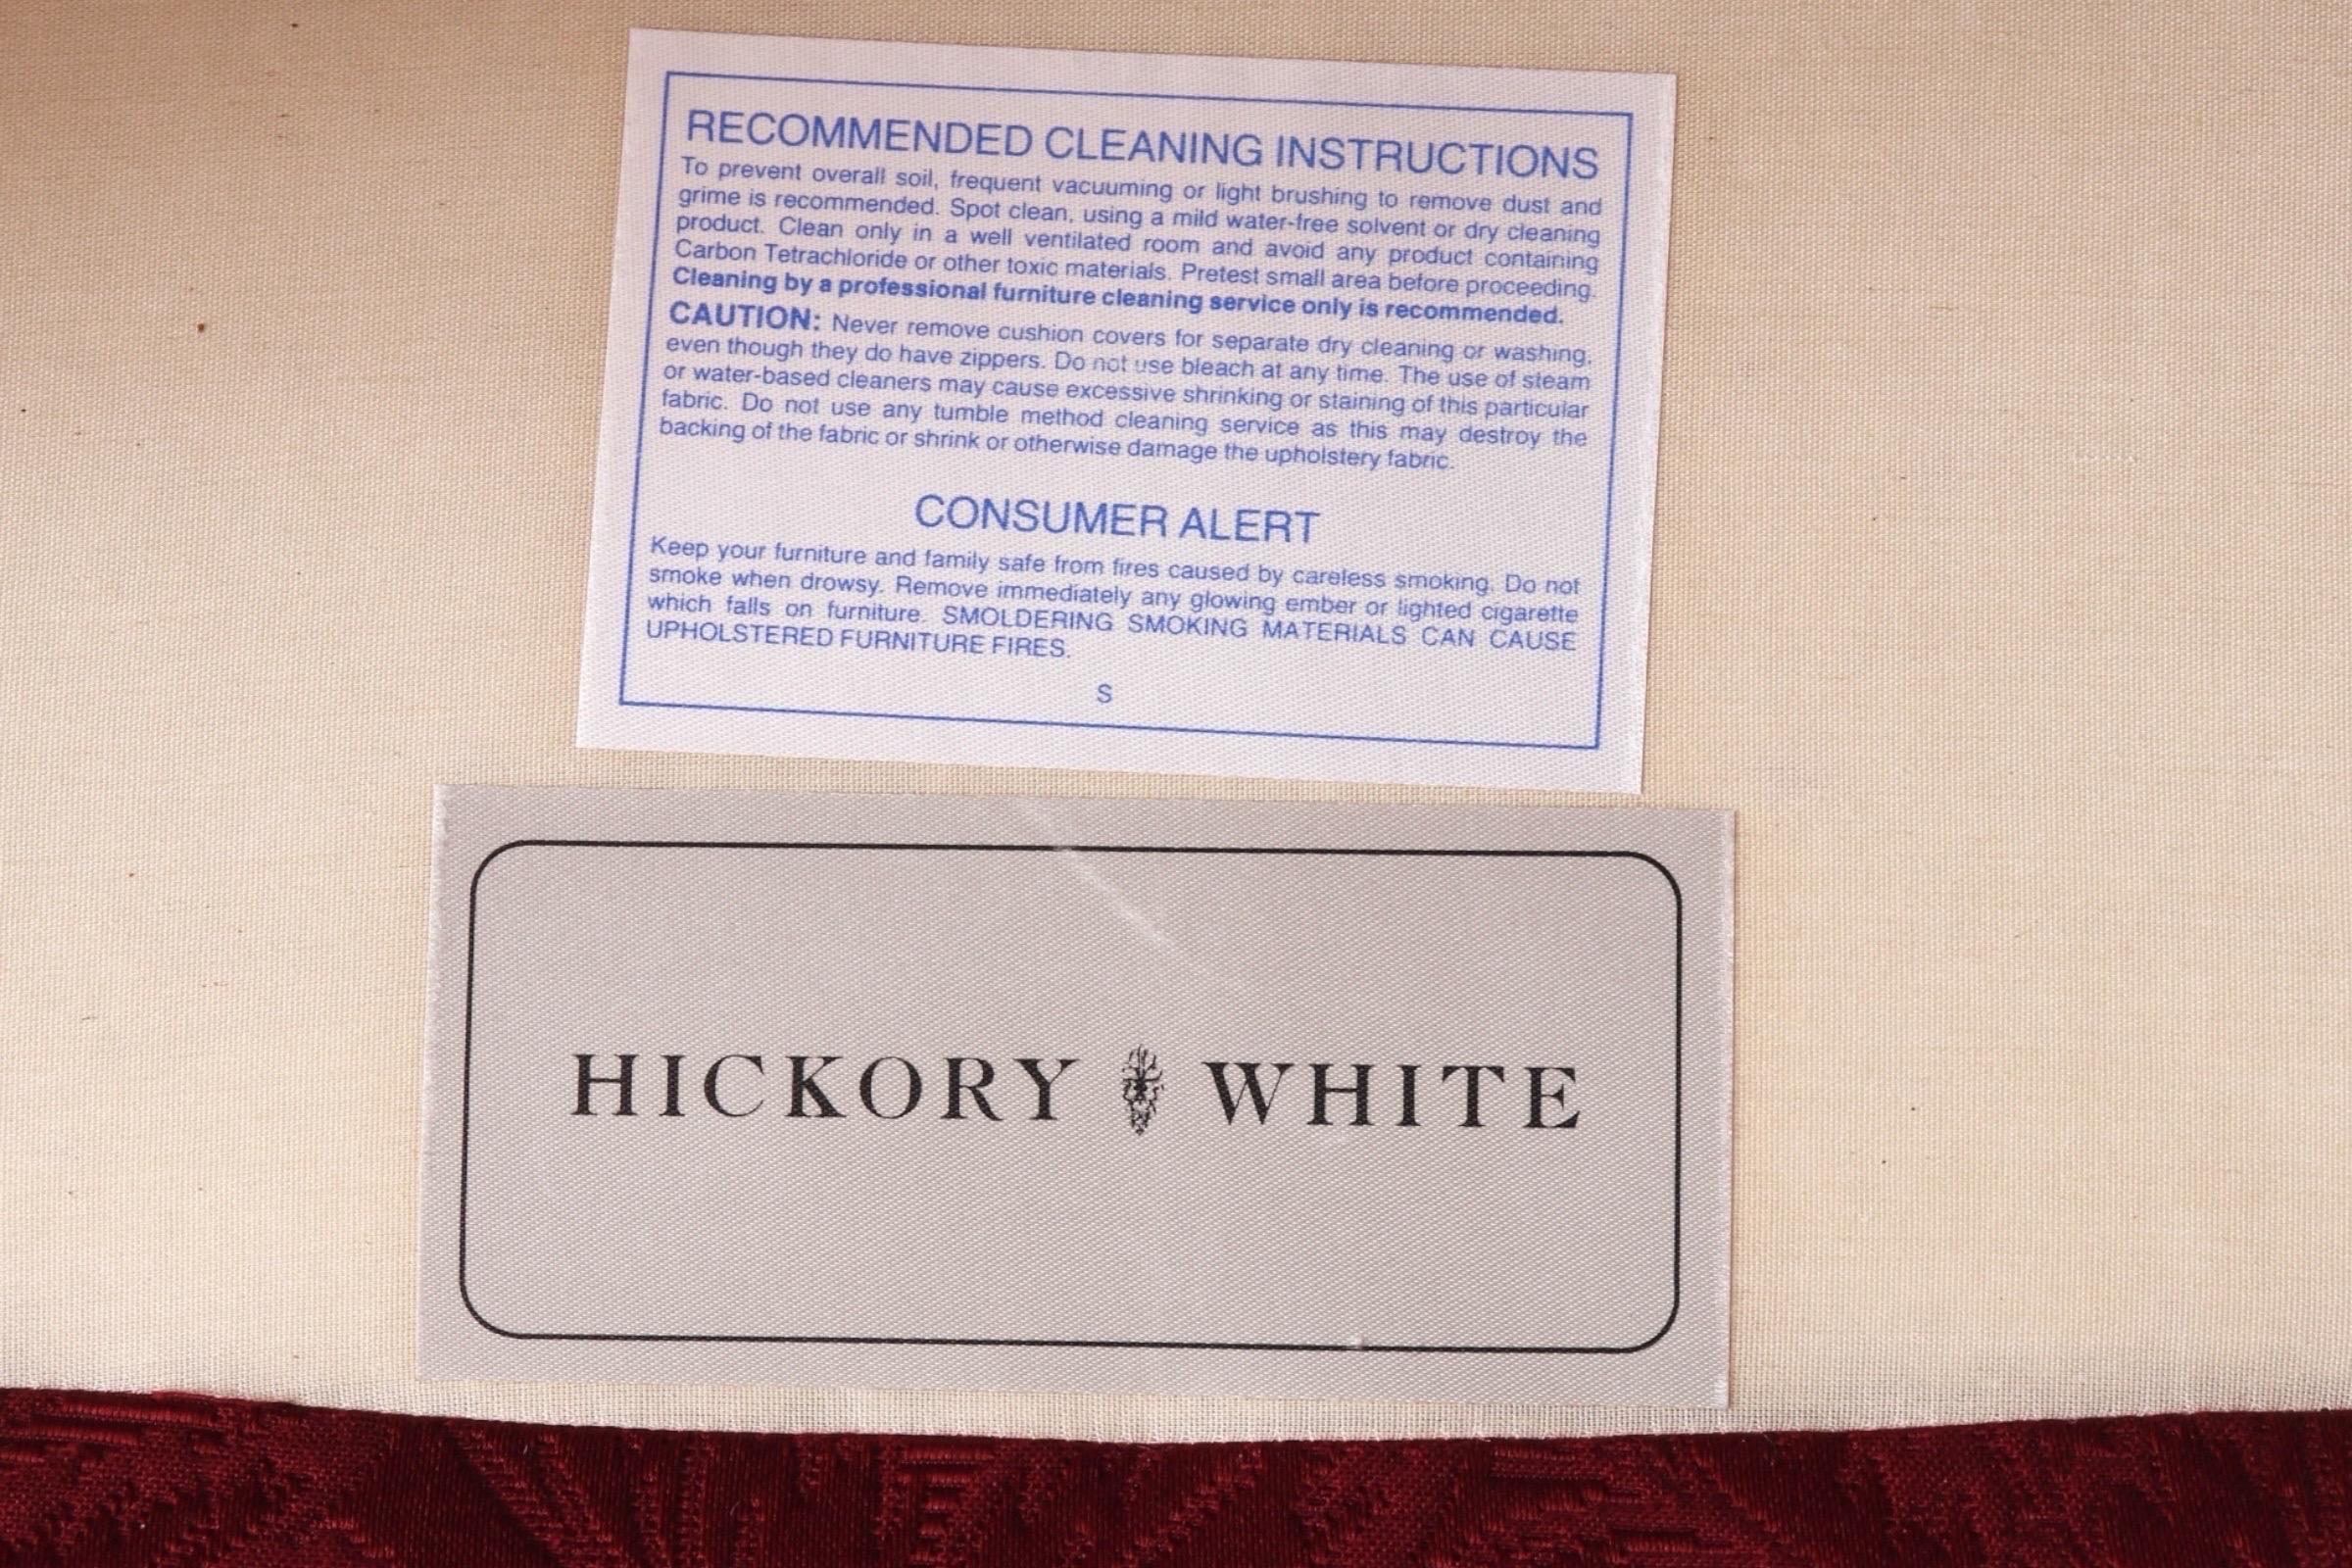 RECOMMENDED CLEANING INSTRUCTIONS
To prevent overall soil, frequent vacuuming or light brushing to remove dust and
grime is recommended. Spot clean, using a mild water-free solvent or dry cleaning
product. Clean only in a well ventilated room and avoid any product containing
Carbon Tetrachloride or other toxic materials. Pretest small area before proceeding.
Cleaning by a professional furniture cleaning service only is recommended.
CAUTION: Never remove cushion covers for separate dry cleaning or washing,
even though they do have zippers. Do not use bleach at any time. The use of steam
or water-based cleaners may cause excessive shrinking or staining of this particular
fabric. Do not use any tumble method cleaning service as this may destroy the
backing of the fabric or shrink or otherwise damage the upholstery fabric.
CONSUMER ALERT
Keep your furniture and family safe from fires caused by careless smoking. Do not
smoke when drowsy. Remove immediately any glowing ember or lighted cigarette
which falls on furniture. SMOLDERING SMOKING MATERIALS CAN CAUSE
UPHOLSTERED FURNITURE FIRES.
S
HICKORY WHITE